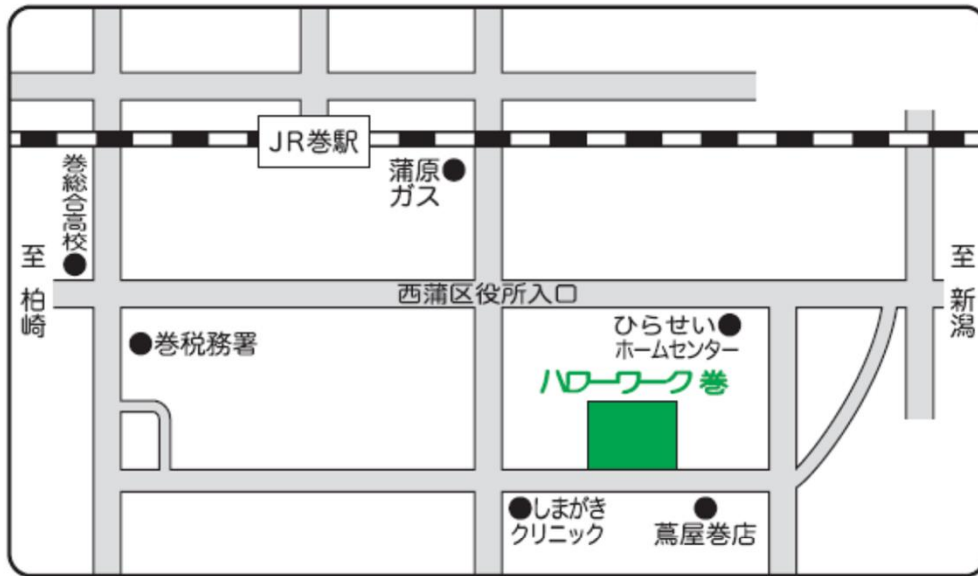 JR巻駅
蒲原
ガス
巻総合高校
至 柏崎
至 新潟
西蒲区役所入口
巻税務署
ひらせい
ホームセンター
ハローワーク 巻
しまがき
クリニック
蔦屋巻店